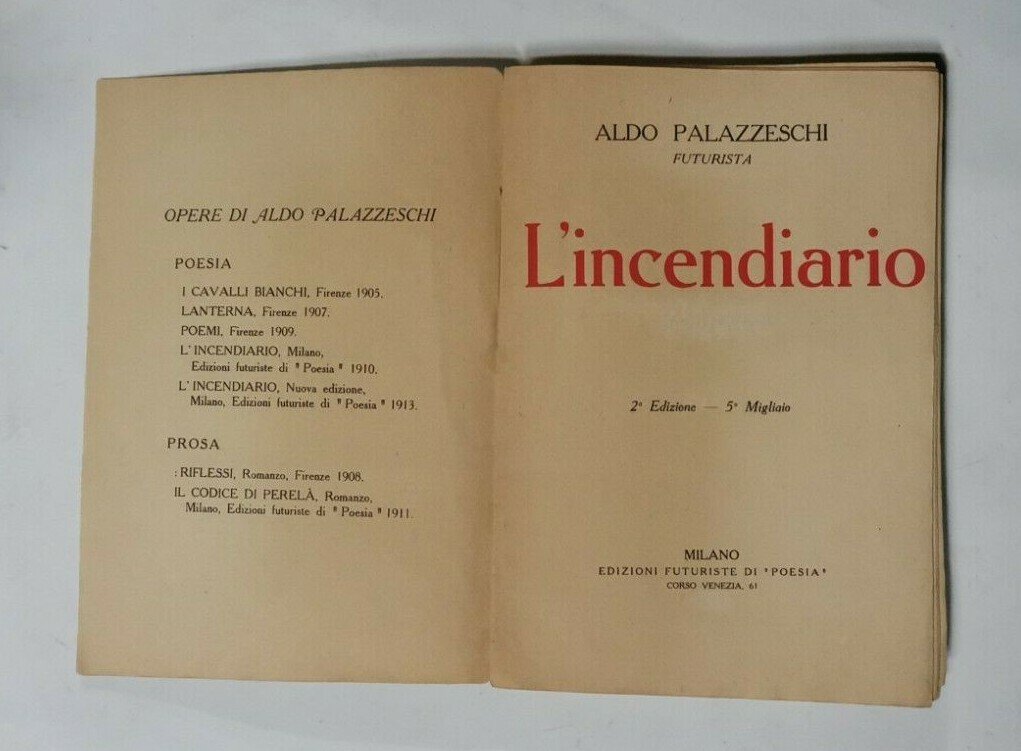 OPERE DI ALDO PALAZZESCHI
POESIA
I CAVALLI BIANCHI, Firenze 1905.
LANTERNA, Firenze 1907.
POEMI, Firenze 1909.
L'INCENDIARIO, Milano,
Edizioni futuriste di "Poesia" 1910.
L'INCENDIARIO, Nuova edizione,
Milano, Edizioni futuriste di "Poesia" 1913.
PROSA
:RIFLESSI, Romanzo, Firenze 1908.
IL CODICE DI PERELÀ, Romanzo,
Milano, Edizioni futuriste di "Poesia" 1911.
ALDO PALAZZESCHI
FUTURISTA
L'incendiario
2ª Edizione — 5º Migliaio
MILANO
EDIZIONI FUTURISTE DI "POESIA"
CORSO VENEZIA, 61